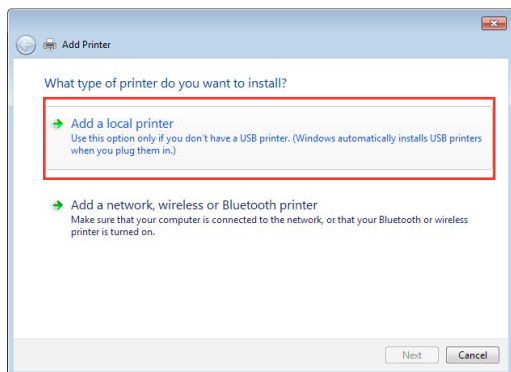 Add Printer
What type of printer do you want to install?
Add a local printer
Use this option only if you don't have a USB printer. (Windows automatically installs USB printers
when you plug them in.)
Add a network, wireless or Bluetooth printer
Make sure that your computer is connected to the network, or that your Bluetooth or wireless
printer is turned on.
Next
Cancel